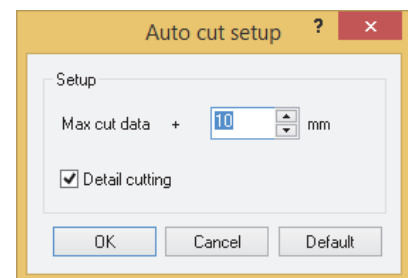 Auto cut setup ? ×
Setup
Max cut data + 10 mm
Detail cutting
OK Cancel Default